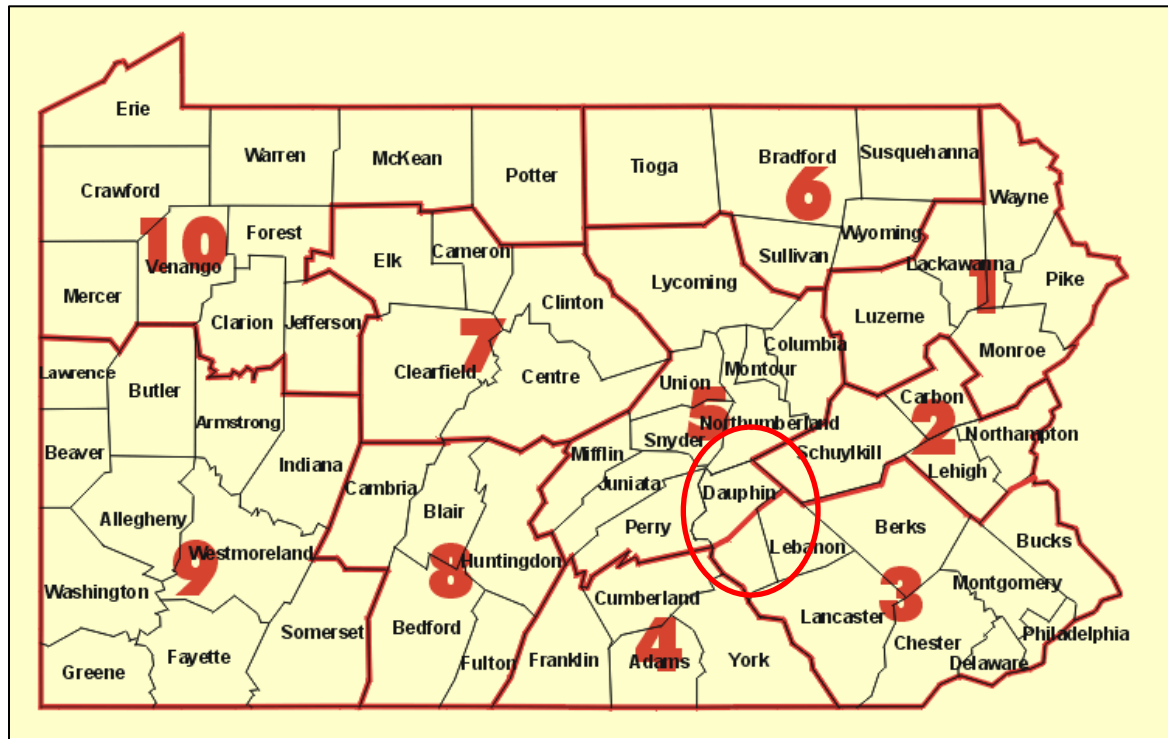 Erie
Warren
McKean
Potter
Tioga
Bradford
Susquehanna
Crawford
Wayne
6
10
Forest
Venango
Elk
Cameron
Sullivan
Wyoming
Lackawanna
Mercer
Lycoming
Pike
1
Clinton
Clarion
Jefferson
Luzerne
7
Columbia
Monroe
Lawrence
Clearfield
Centre
Montour
Butler
Union
Carbon
5
2
Armstrong
Northumberland
Northampton
Beaver
Snyder
Mifflin
Schuylkill
Indiana
Cambria
Lehigh
Juniata
Dauphin
Allegheny
Blair
Perry
Berks
Westmoreland
Lebanon
Bucks
9
Huntingdon
8
Washington
Montgomery
Cumberland
3
Lancaster
Bedford
Somerset
Philadelphia
Chester
4
Fayette
Fulton
Franklin
Adams
York
Delaware
Greene